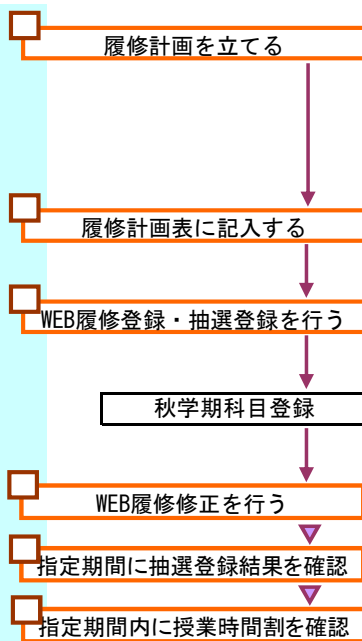 履修計画を立てる
履修計画表に記入する
WEB履修登録・抽選登録を行う
秋学期科目登録
WEB履修修正を行う
指定期間に抽選登録結果を確認
指定期間内に授業時間割を確認